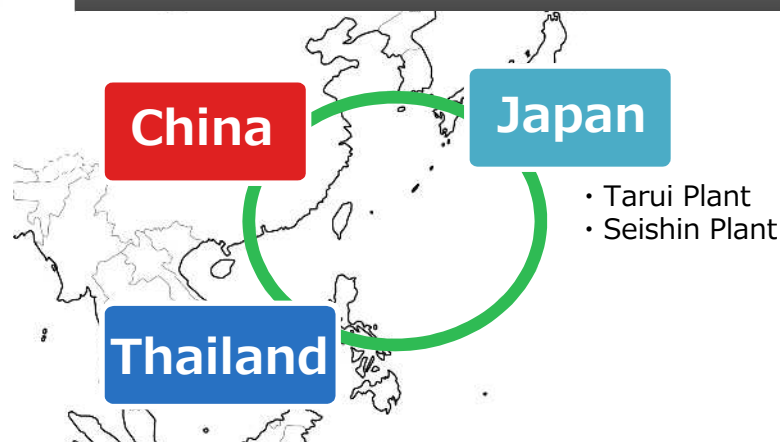 China
Japan
・Tarui Plant
・Seishin Plant
Thailand